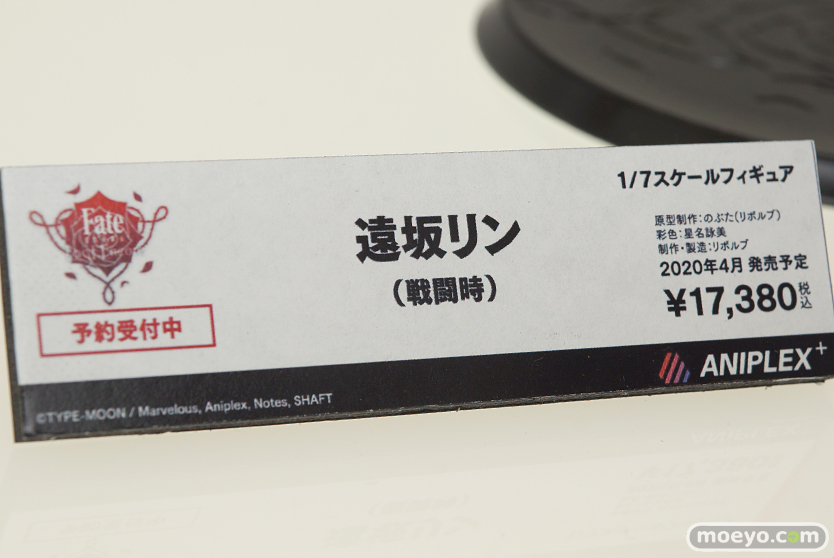 Fate
予約受付中
遠坂リン
(戦闘時)
1/7スケールフィギュア
原型制作:のぶた(リボルブ)
彩色:星名詠美
制作・製造:リボルブ
2020年4月 発売予定
¥17,380税込
©TYPE-MOON / Marvelous, Aniplex, Notes, SHAFT
ANIPLEX+
moeyo.com